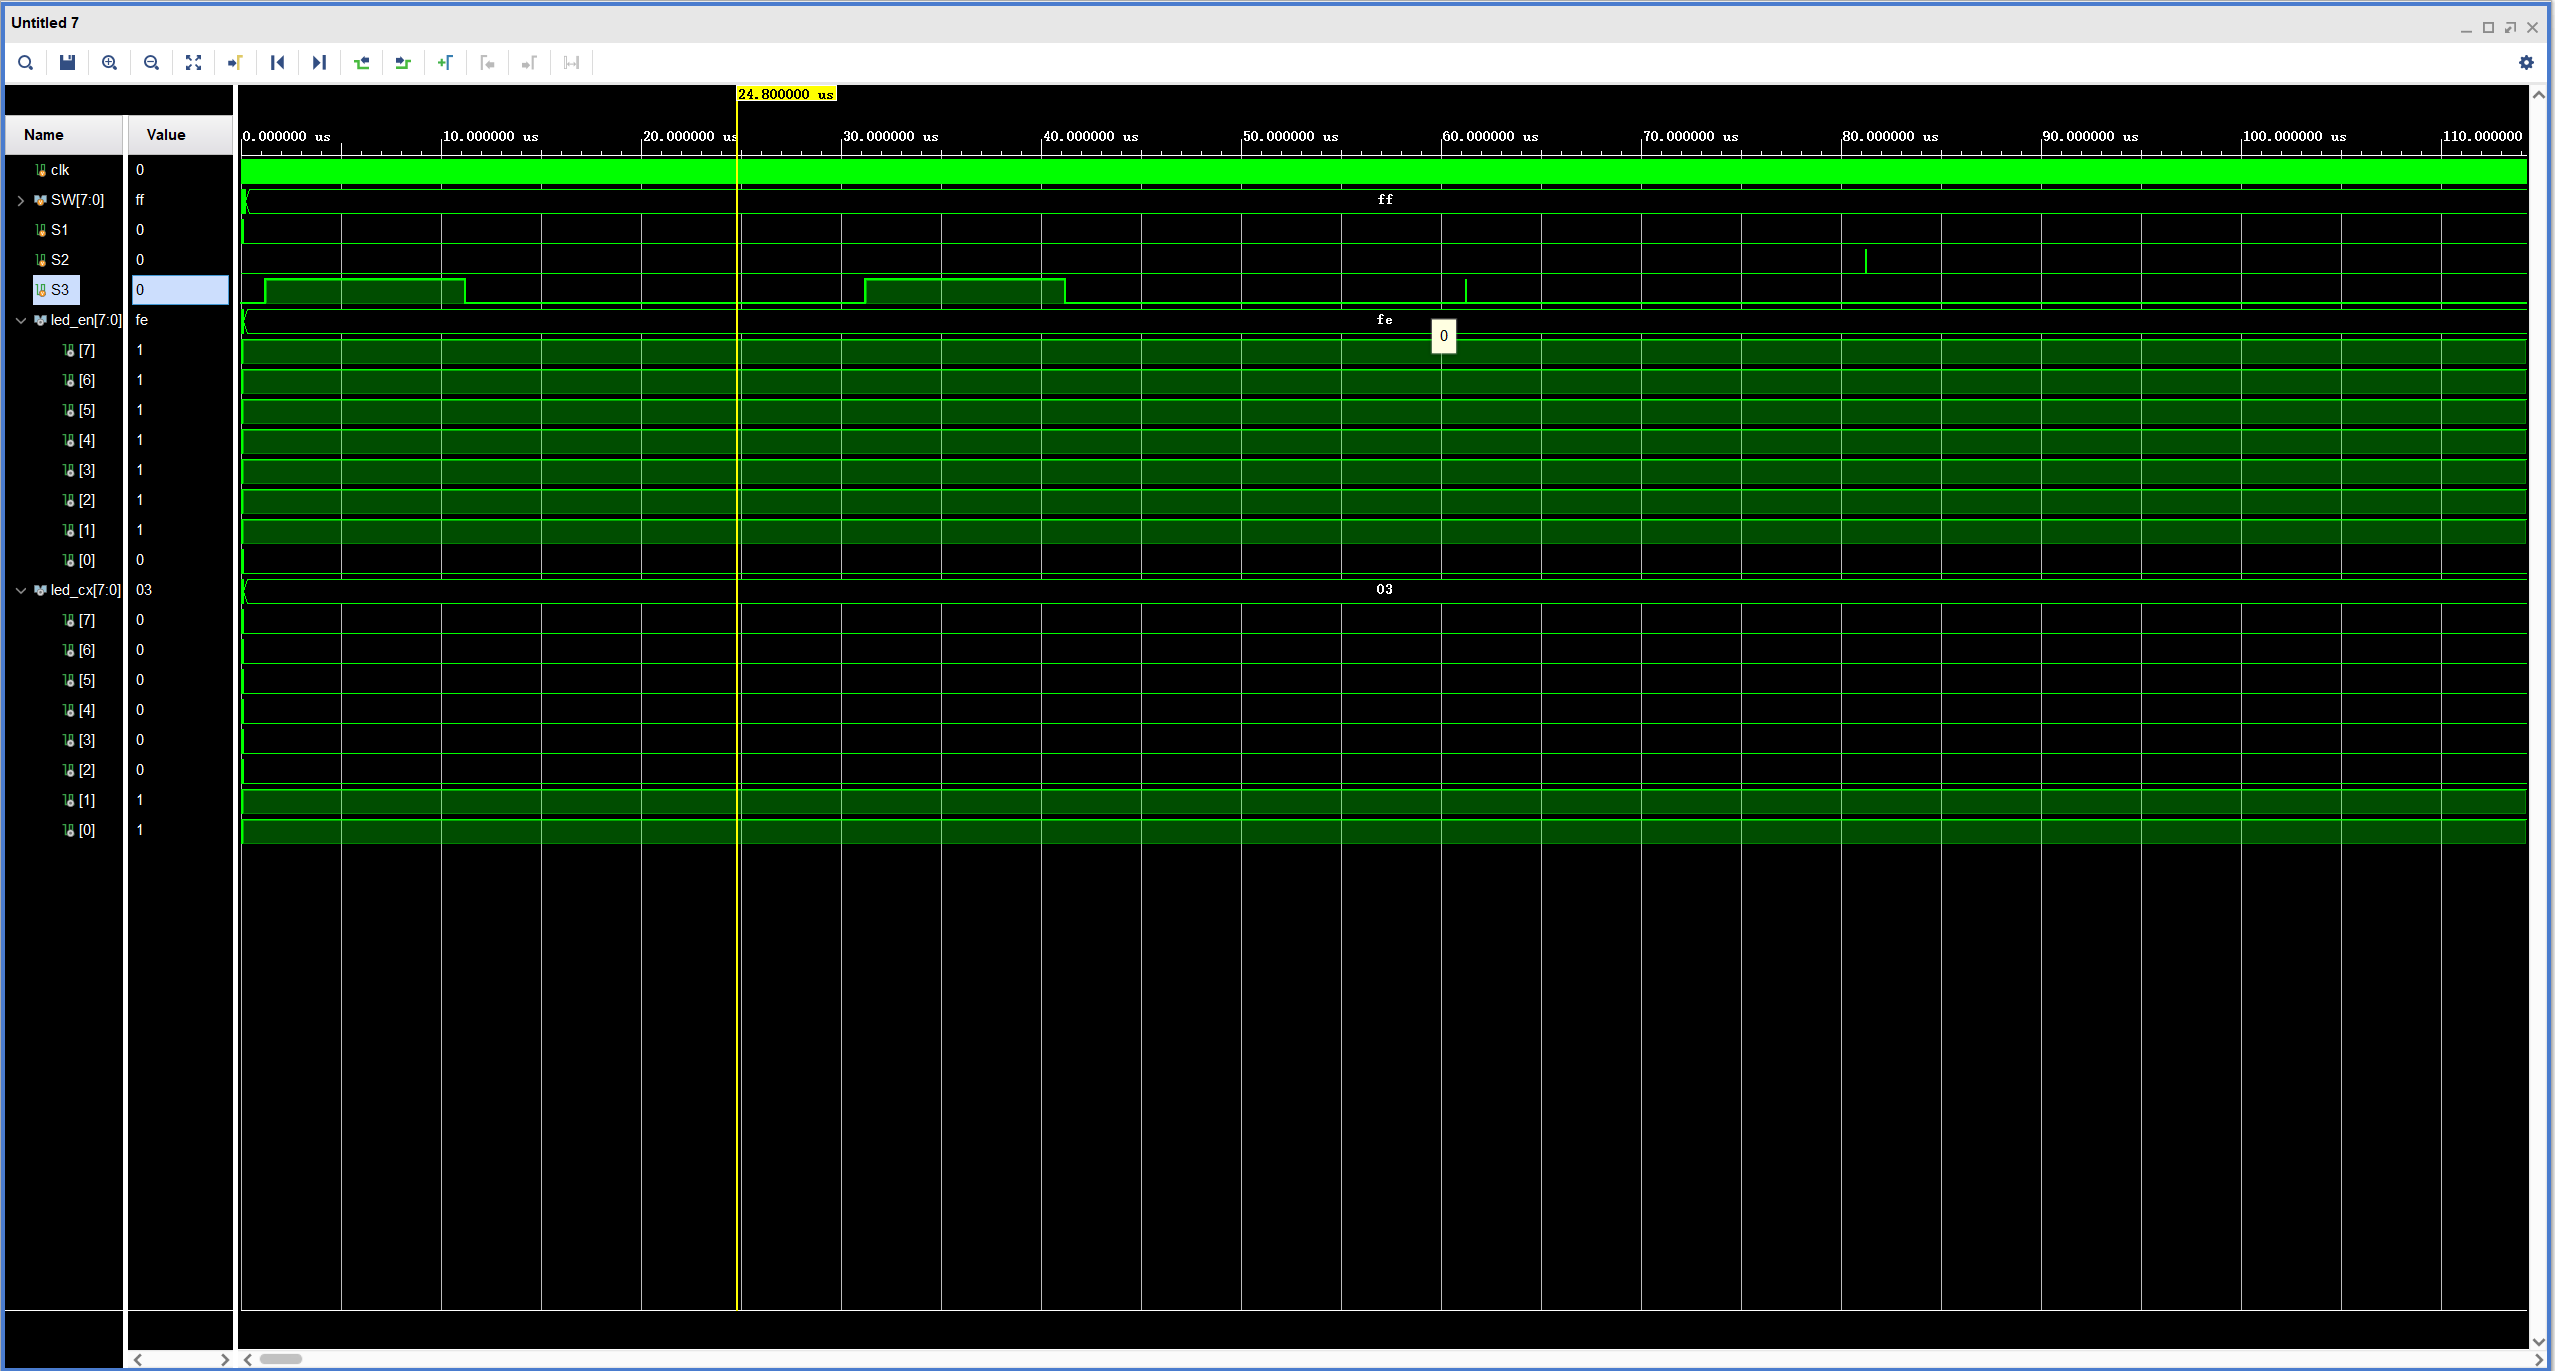 Untitled 7
24.800000 us
Name Value
0.000000 us 10.000000 us 20.000000 us 30.000000 us 40.000000 us 50.000000 us 60.000000 us 70.000000 us 80.000000 us 90.000000 us 100.000000 us 110.000000
clk 0
SW[7:0] ff ff
S1 0
S2 0
S3 0
led_en[7:0] fe fe
0
[7] 1
[6] 1
[5] 1
[4] 1
[3] 1
[2] 1
[1] 1
[0] 0
led_cx[7:0] 03 03
[7] 0
[6] 0
[5] 0
[4] 0
[3] 0
[2] 0
[1] 1
[0] 1